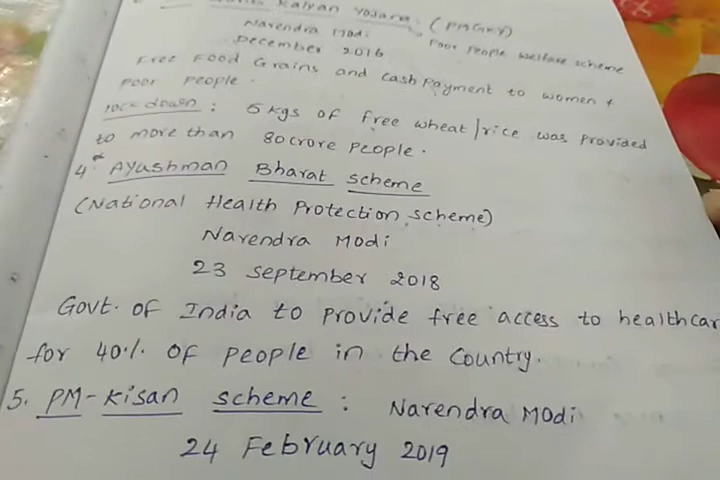 Kalyan Yojana: (PMGKY)
Narendra Modi
Poor people welfare scheme
December 2016
Free Food Grains and cash payment to women &
poor people.
lock down: 5 kgs of free wheat/rice was provided
to more than 80 crore people.
4. Ayushman Bharat scheme
(National Health Protection scheme)
Narendra Modi
23 september 2018
Govt. of India to provide free access to healthcar
for 40% of people in the country.
5. PM-Kisan scheme: Narendra Modi
24 February 2019